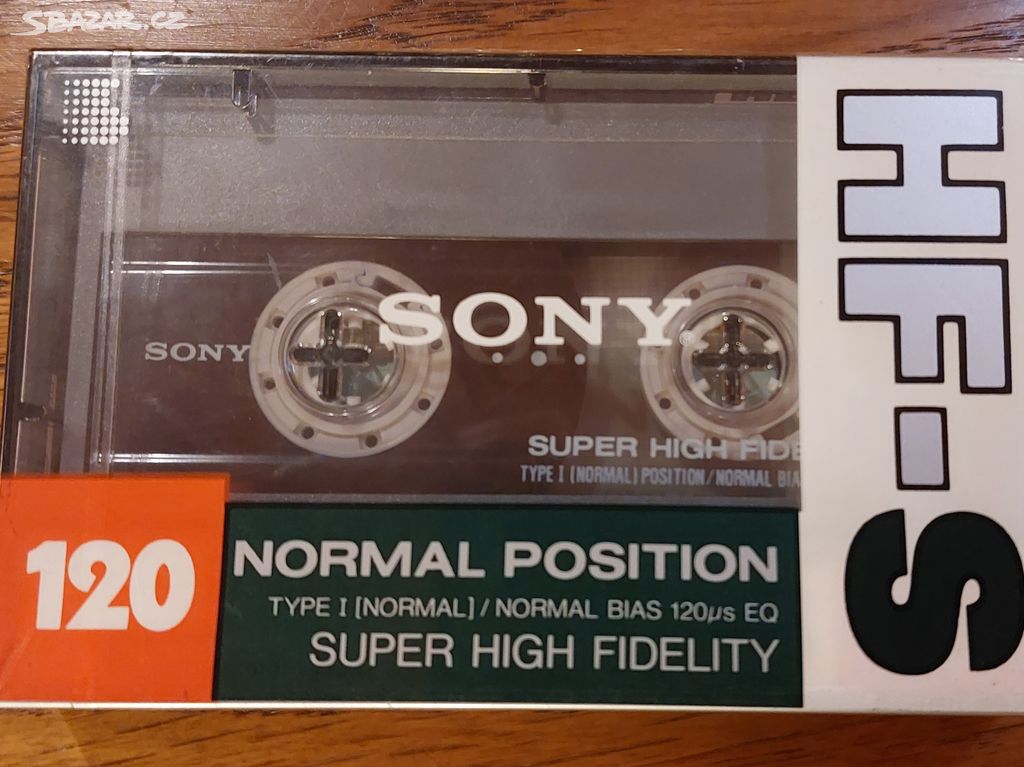 SBAZAR.CZ
SONY
SONY®
SUPER HIGH FIDE
TYPE I [NORMAL] POSITION/NORMAL BIA
120
NORMAL POSITION
TYPE I [NORMAL] / NORMAL BIAS 120µs EQ
SUPER HIGH FIDELITY
HF-S